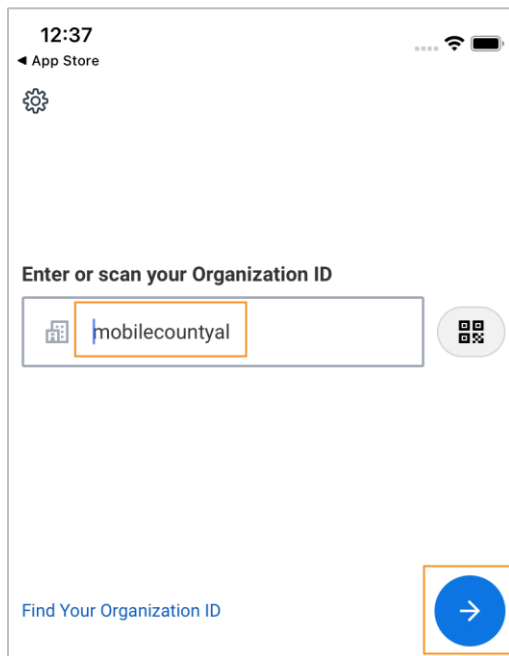 12:37
◀ App Store
Enter or scan your Organization ID
mobilecountyal
Find Your Organization ID